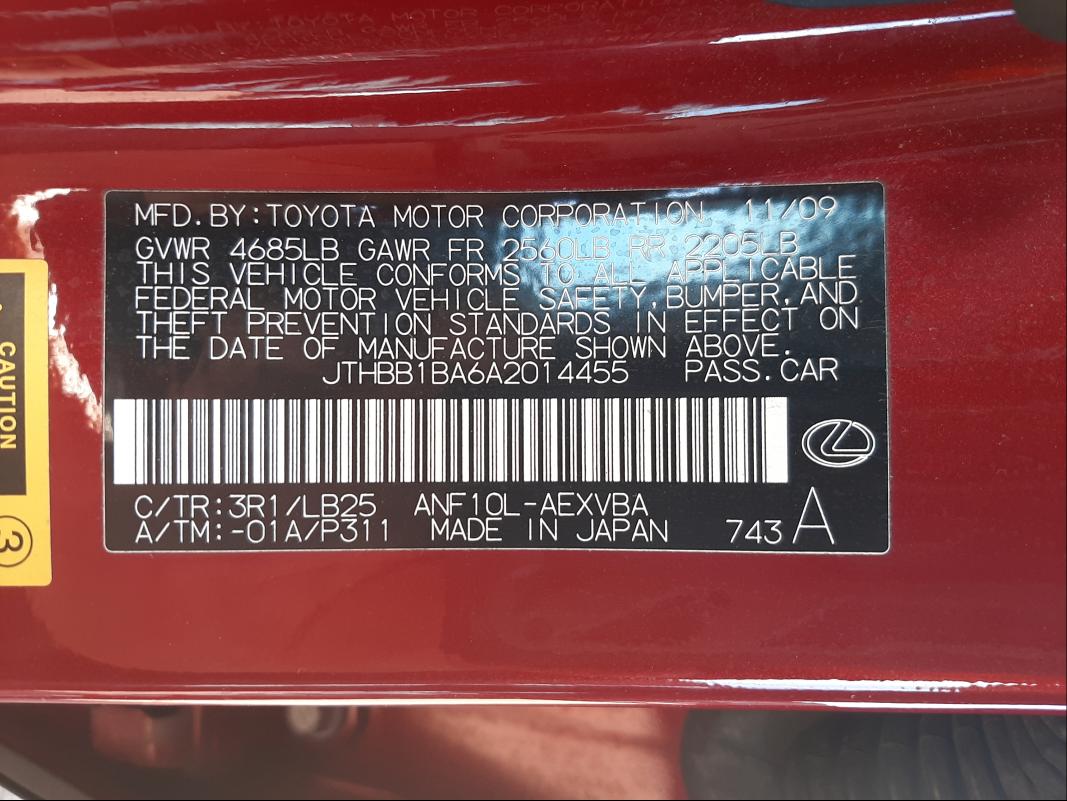 MFD.BY:TOYOTA MOTOR CORPORATION 11/09
GVWR 4685LB GAWR FR 2560LB RR 2205LB
THIS VEHICLE CONFORMS TO ALL APPLICABLE
FEDERAL MOTOR VEHICLE SAFETY,BUMPER,AND
THEFT PREVENTION STANDARDS IN EFFECT ON
THE DATE OF MANUFACTURE SHOWN ABOVE.
JTHBB1BA6A2014455 PASS.CAR
C/TR:3R1/LB25 ANF10L-AEXVBA
A/TM:-01A/P311 MADE IN JAPAN 743 A
CAUTION
3